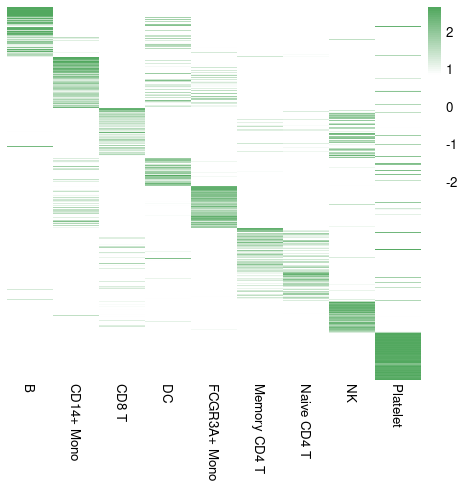 2
1
0
-1
-2
B
CD14+ Mono
CD8 T
DC
FCGR3A+ Mono
Memory CD4 T
Naive CD4 T
NK
Platelet